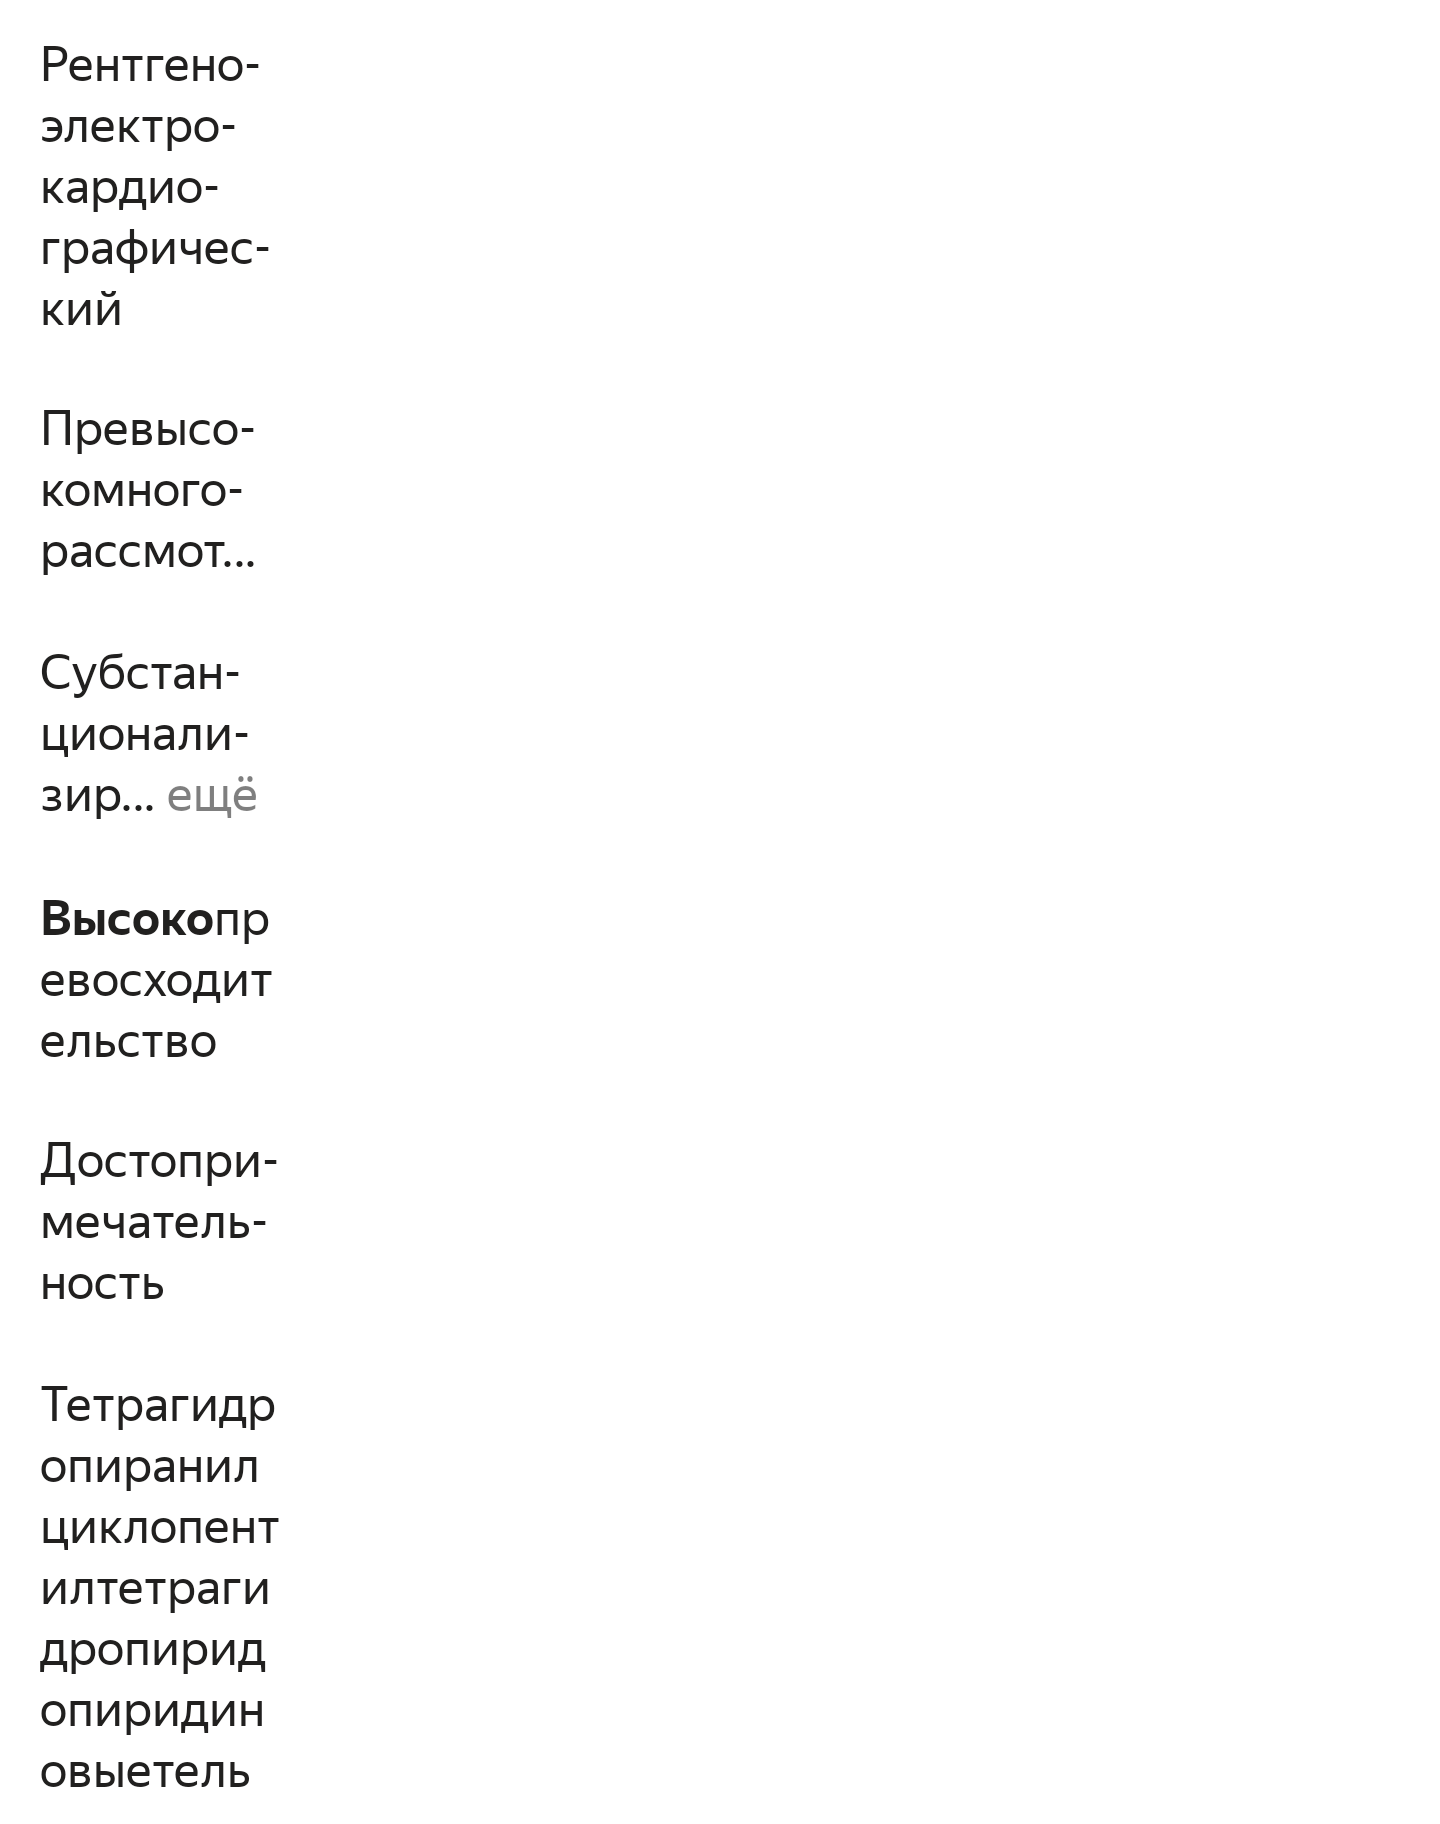 Рентгено-
электро-
кардио-
графичес-
кий
Превысо-
комного-
рассмот...
Субстан-
ционали-
зир... ещё
Высокопр
евосходит
ельство
Достопри-
мечатель-
ность
Тетрагидр
опиранил
циклопент
илтетраги
дропирид
опиридин
овыетель